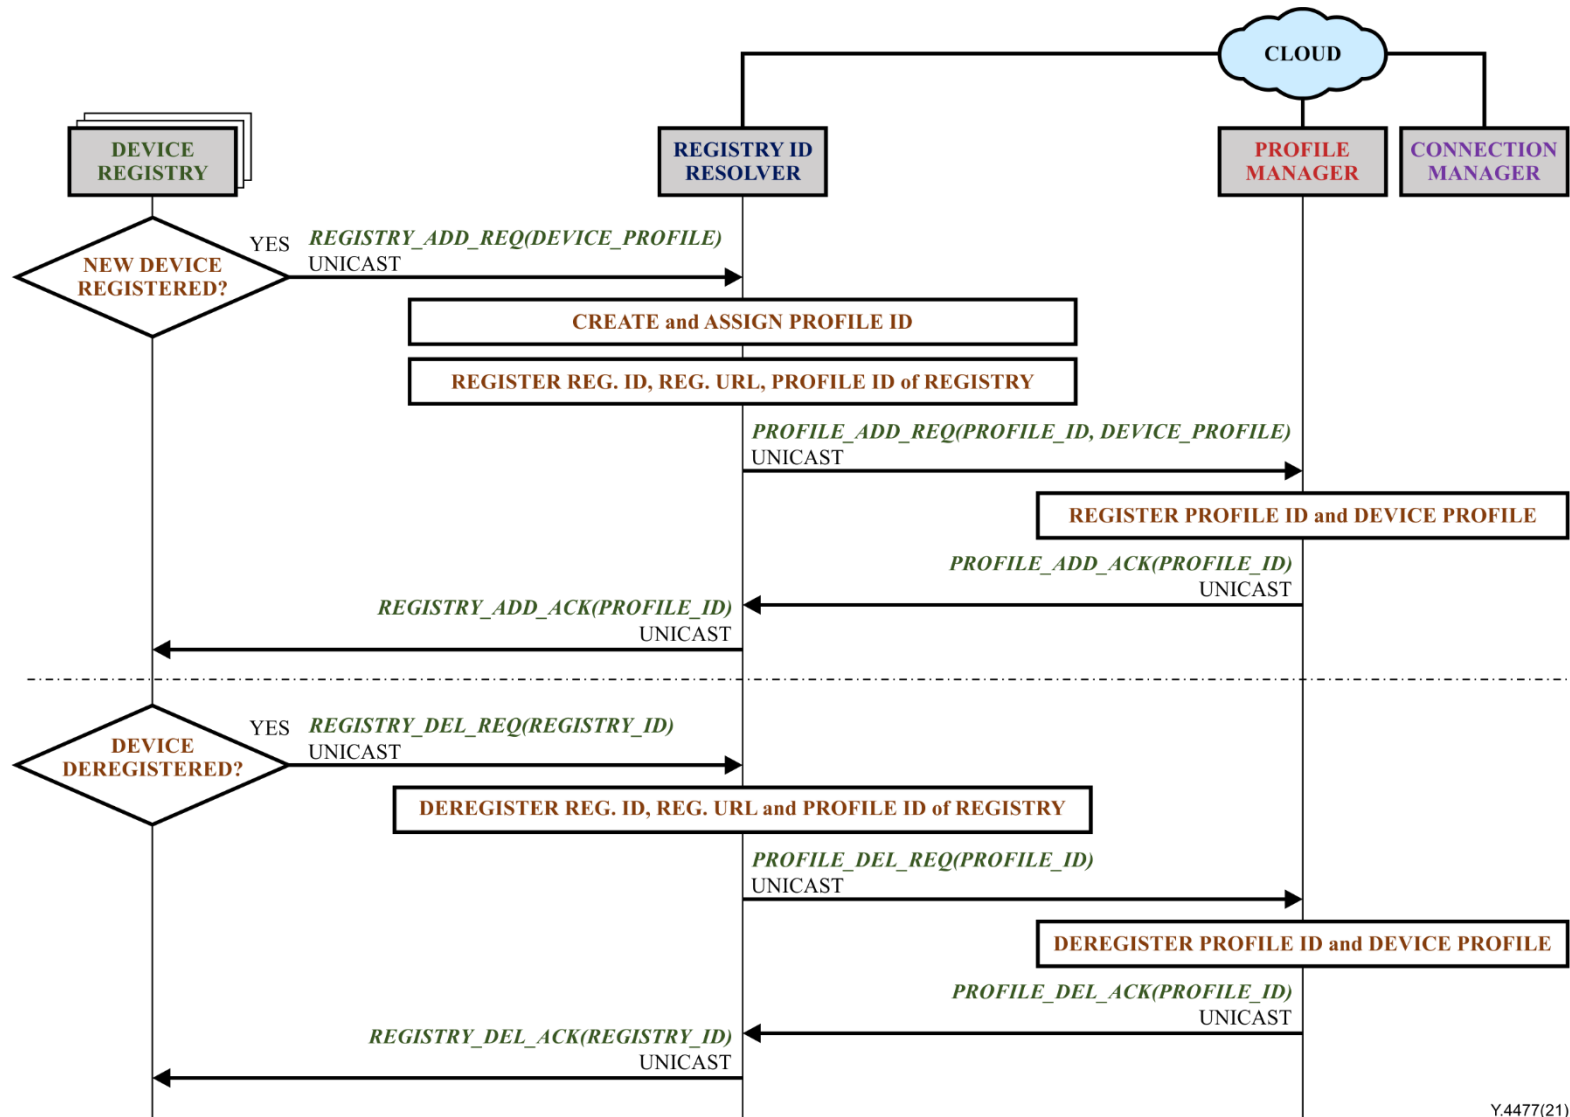 CLOUD
DEVICE
REGISTRY
REGISTRY ID
RESOLVER
PROFILE
MANAGER
CONNECTION
MANAGER
NEW DEVICE
REGISTERED?
YES
REGISTRY_ADD_REQ(DEVICE_PROFILE)
UNICAST
CREATE and ASSIGN PROFILE ID
REGISTER REG. ID, REG. URL, PROFILE ID of REGISTRY
PROFILE_ADD_REQ(PROFILE_ID, DEVICE_PROFILE)
UNICAST
REGISTER PROFILE ID and DEVICE PROFILE
PROFILE_ADD_ACK(PROFILE_ID)
UNICAST
REGISTRY_ADD_ACK(PROFILE_ID)
UNICAST
DEVICE
DEREGISTERED?
YES
REGISTRY_DEL_REQ(REGISTRY_ID)
UNICAST
DEREGISTER REG. ID, REG. URL and PROFILE ID of REGISTRY
PROFILE_DEL_REQ(PROFILE_ID)
UNICAST
DEREGISTER PROFILE ID and DEVICE PROFILE
PROFILE_DEL_ACK(PROFILE_ID)
UNICAST
REGISTRY_DEL_ACK(REGISTRY_ID)
UNICAST
Y.4477(21)